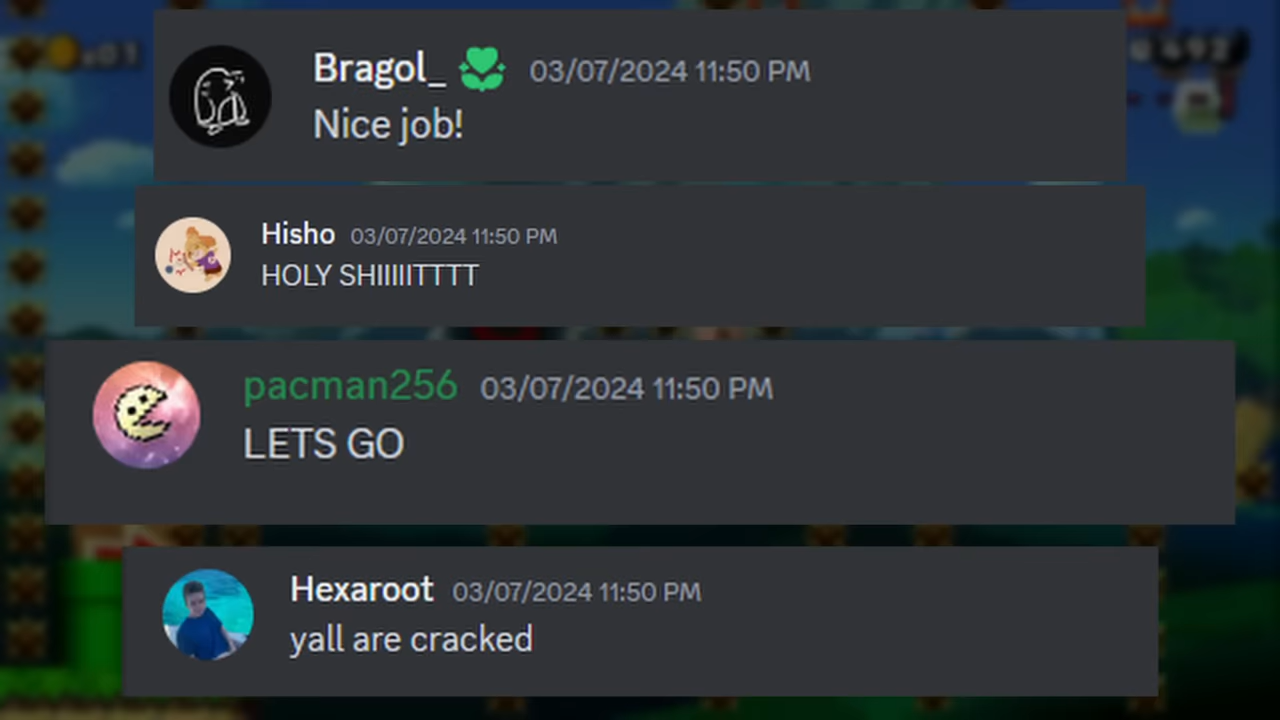 Bragol_ 03/07/2024 11:50 PM
Nice job!
Hisho 03/07/2024 11:50 PM
HOLY SHIIIIITTTT
pacman256 03/07/2024 11:50 PM
LETS GO
Hexaroot 03/07/2024 11:50 PM
yall are cracked